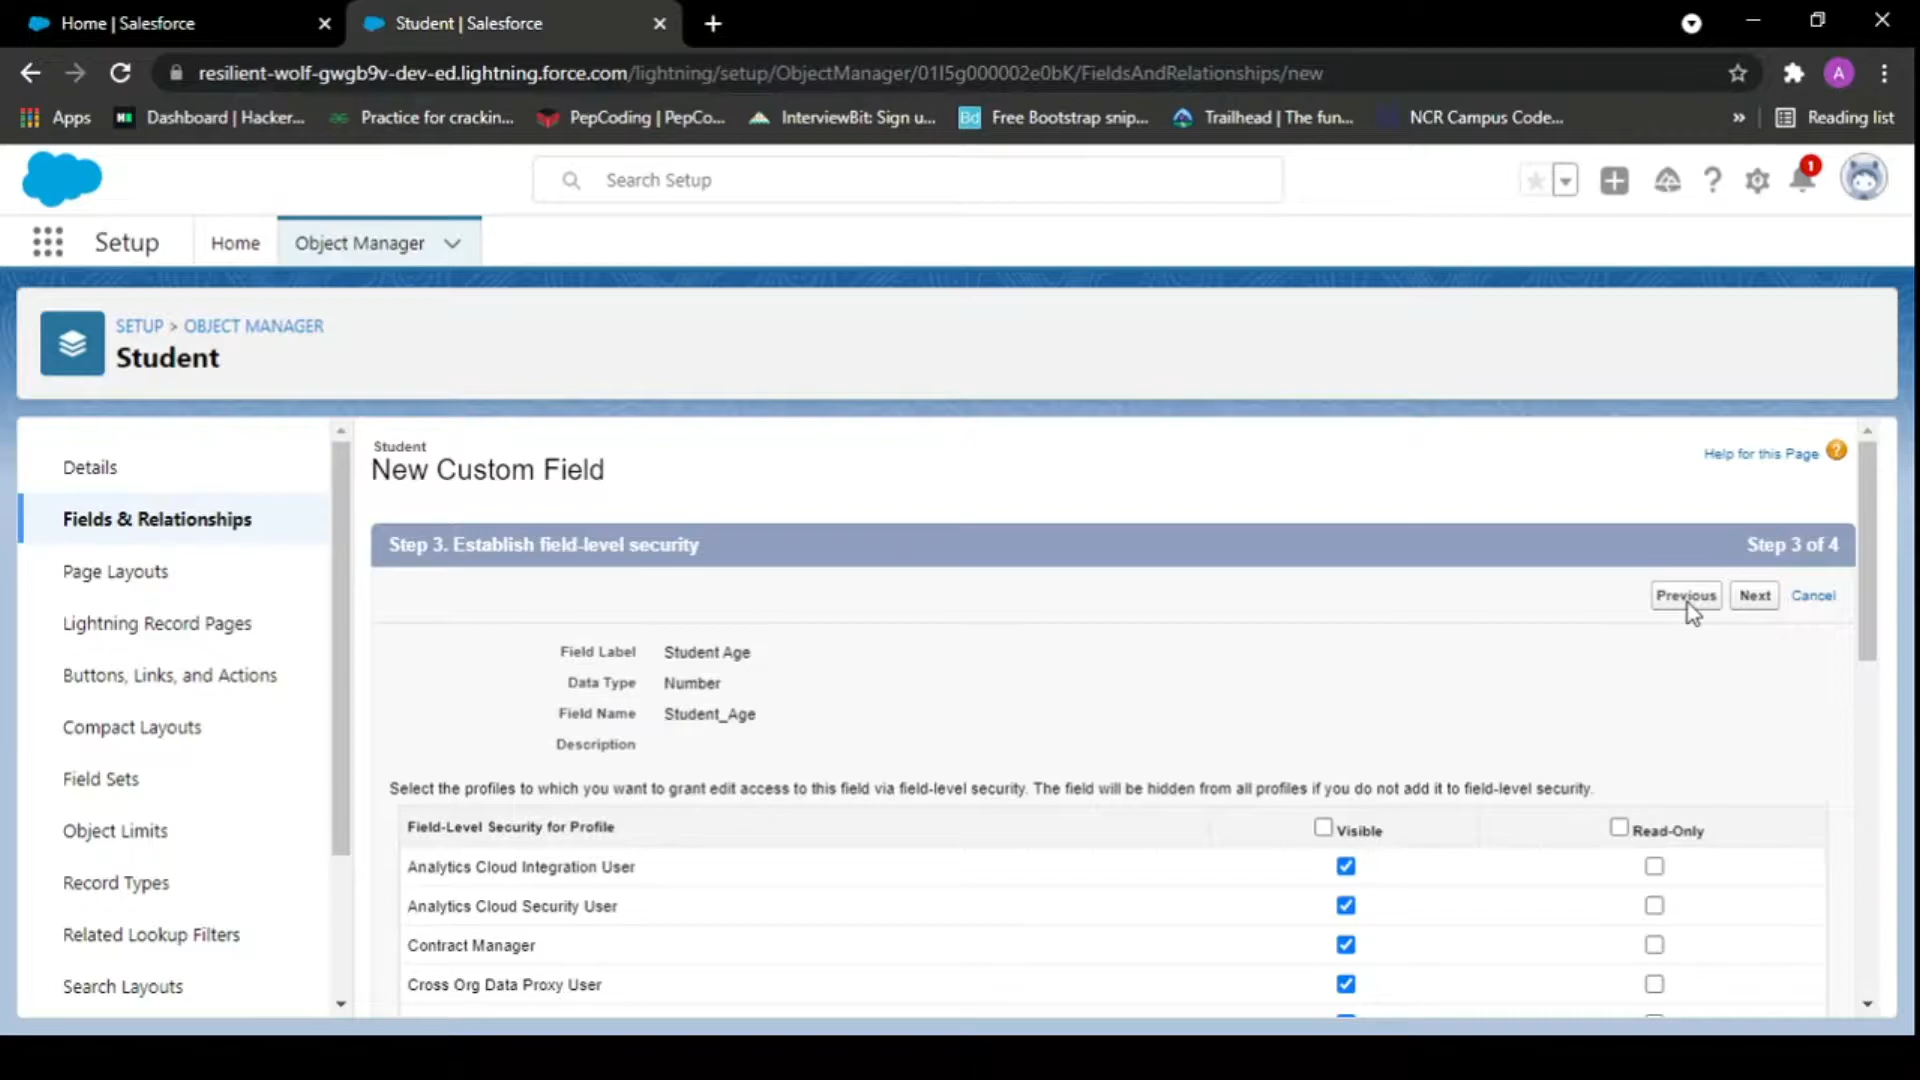 Home | Salesforce
Student | Salesforce
resilient-wolf-gwgb9v-dev-ed.lightning.force.com/lightning/setup/ObjectManager/01I5g000002e0bK/FieldsAndRelationships/new
A
Apps
Dashboard | Hacker...
Practice for crackin...
PepCoding | PepCo...
InterviewBit: Sign u...
Bd
Free Bootstrap snip...
Trailhead | The fun...
NCR Campus Code...
»
Reading list
Search Setup
1
Setup
Home
Object Manager
SETUP > OBJECT MANAGER
Student
Details
Fields & Relationships
Page Layouts
Lightning Record Pages
Buttons, Links, and Actions
Compact Layouts
Field Sets
Object Limits
Record Types
Related Lookup Filters
Search Layouts
Student
New Custom Field
Help for this Page ?
Step 3. Establish field-level security
Step 3 of 4
Previous
Next
Cancel
Field Label Student Age
Data Type Number
Field Name Student_Age
Description
Select the profiles to which you want to grant edit access to this field via field-level security. The field will be hidden from all profiles if you do not add it to field-level security.
Field-Level Security for Profile
Visible
Read-Only
Analytics Cloud Integration User
Analytics Cloud Security User
Contract Manager
Cross Org Data Proxy User